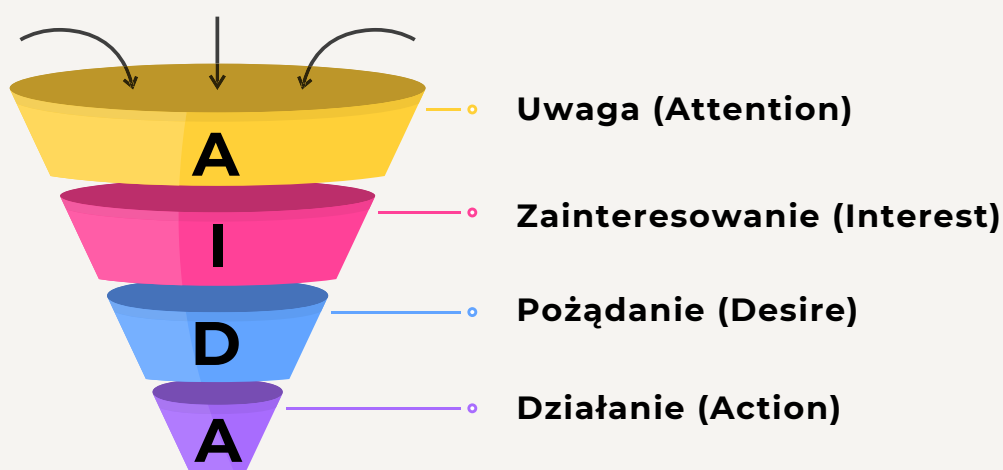 A
Uwaga (Attention)
I
Zainteresowanie (Interest)
D
Pożądanie (Desire)
A
Działanie (Action)